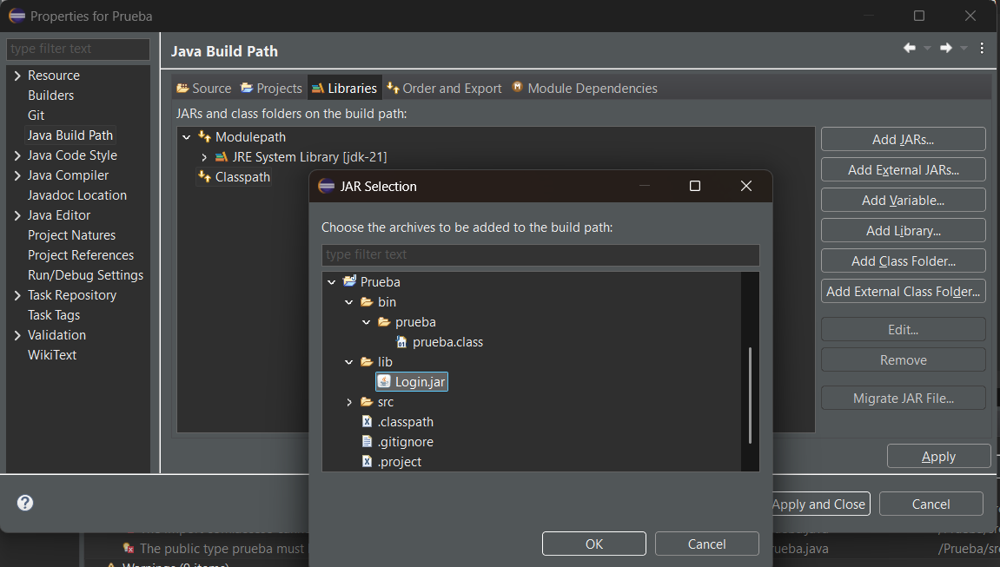 Properties for Prueba
type filter text
Resource
Builders
Git
Java Build Path
Java Code Style
Java Compiler
Javadoc Location
Java Editor
Project Natures
Project References
Run/Debug Settings
Task Repository
Task Tags
Validation
WikiText
Java Build Path
Source Projects Libraries Order and Export Module Dependencies
JARs and class folders on the build path:
Modulepath
JRE System Library [jdk-21]
Classpath
Add JARs...
Add External JARs...
Add Variable...
Add Library...
Add Class Folder...
Add External Class Folder...
Edit...
Remove
Migrate JAR File...
Apply
Apply and Close
Cancel
JAR Selection
Choose the archives to be added to the build path:
type filter text
Prueba
bin
prueba
prueba.class
lib
Login.jar
src
.classpath
.gitignore
.project
OK
Cancel
The public type prueba must
ueba.java
/Prueba/sr